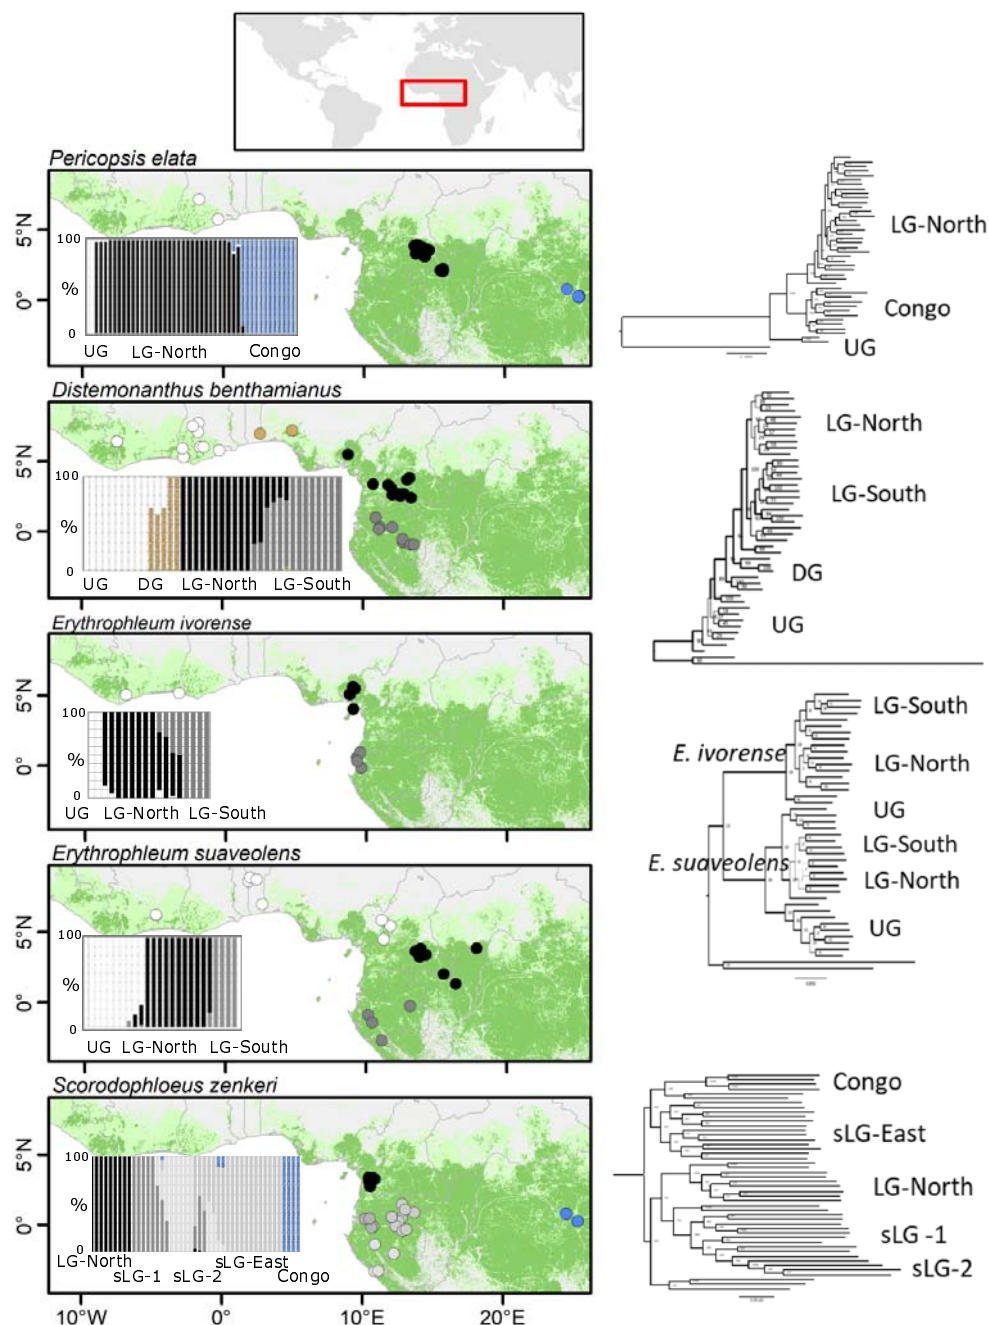 Pericopsis elata
5°N
0°
100
%
0
UG LG-North Congo
LG-North
Congo
UG
Distemonanthus benthamianus
5°N
0°
100
%
0
UG DG LG-North LG-South
LG-North
LG-South
DG
UG
Erythrophleum ivorense
5°N
0°
100
%
0
UG LG-North LG-South
E. ivorense
LG-South
LG-North
UG
E. suaveolens
LG-South
LG-North
UG
Erythrophleum suaveolens
5°N
0°
100
%
0
UG LG-North LG-South
Scorodophloeus zenkeri
5°N
0°
100
%
0
LG-North
sLG-1
sLG-2
sLG-East
Congo
Congo
sLG-East
LG-North
sLG -1
sLG-2
10°W 0° 10°E 20°E